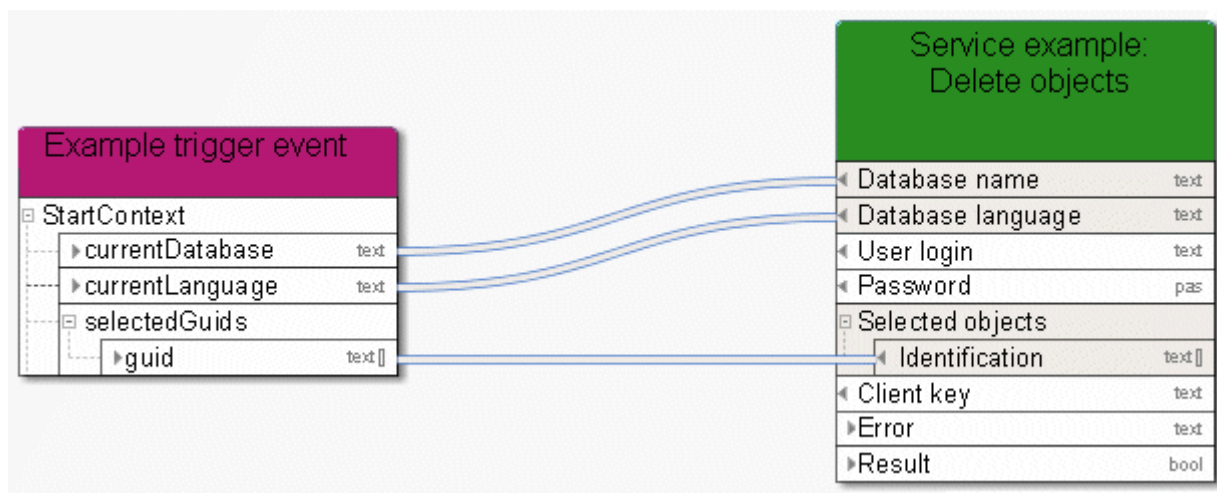 Example trigger event
StartContext
currentDatabase text
currentLanguage text
selectedGuids
guid text[]
Service example:
Delete objects
Database name text
Database language text
User login text
Password pas
Selected objects
Identification text[]
Client key text
Error text
Result bool